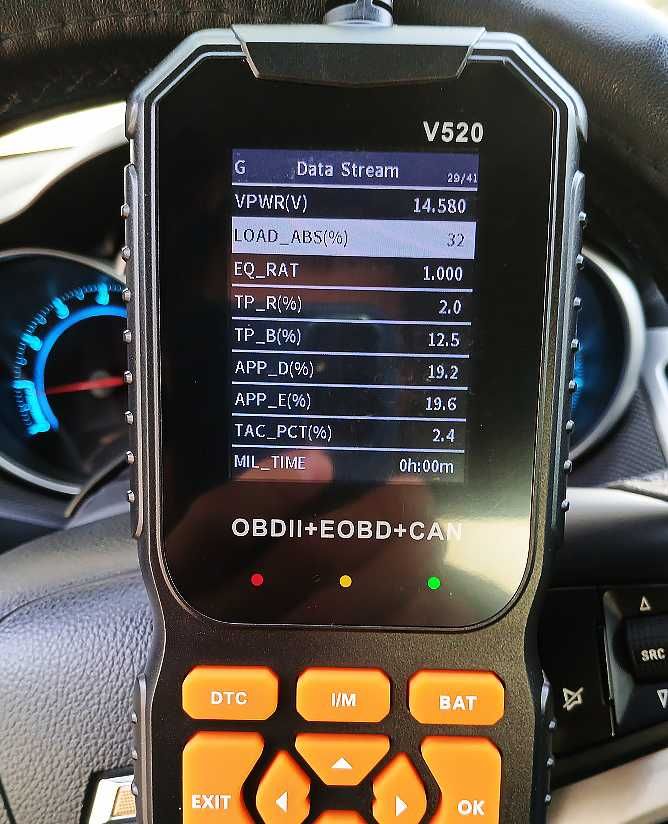 V520
G Data Stream 29/41
VPWR(V) 14.580
LOAD_ABS(%) 32
EQ_RAT 1.000
TP_R(%) 2.0
TP_B(%) 12.5
APP_D(%) 19.2
APP_E(%) 19.6
TAC_PCT(%) 2.4
MIL_TIME 0h:00m
OBDII+EOBD+CAN
DTC I/M BAT
SRC
EXIT OK